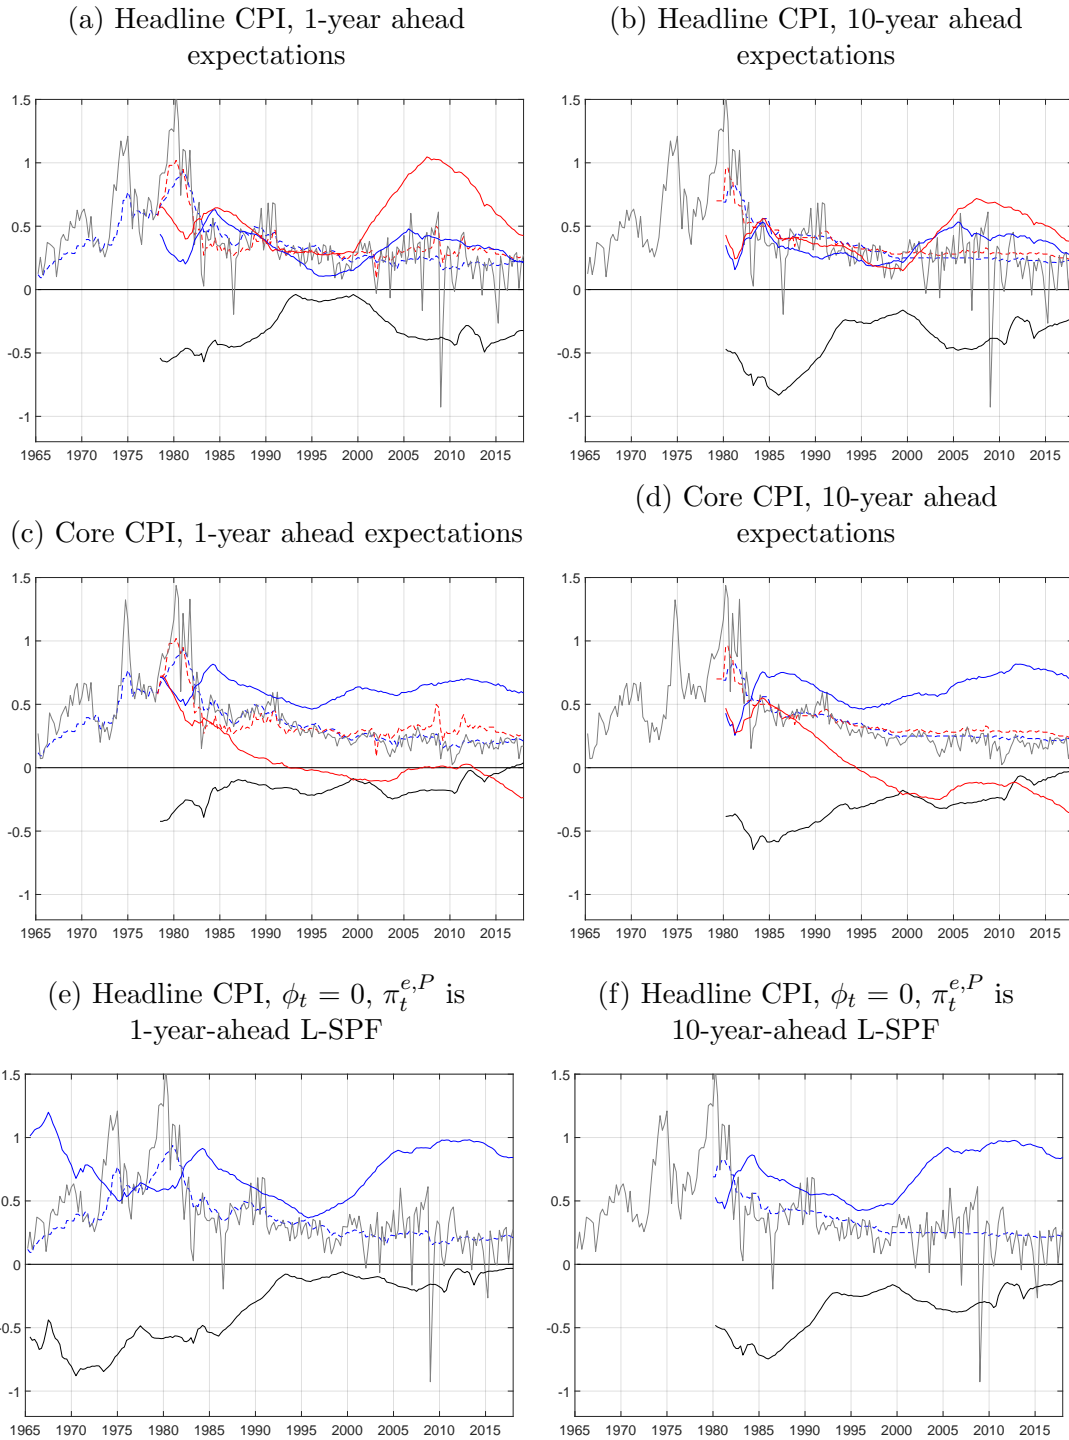 (a) Headline CPI, 1-year ahead
expectations
(b) Headline CPI, 10-year ahead
expectations
1.5
1
0.5
0
-0.5
-1
1965 1970 1975 1980 1985 1990 1995 2000 2005 2010 2015
1.5
1
0.5
0
-0.5
-1
1965 1970 1975 1980 1985 1990 1995 2000 2005 2010 2015
(c) Core CPI, 1-year ahead expectations
(d) Core CPI, 10-year ahead
expectations
1.5
1
0.5
0
-0.5
-1
1965 1970 1975 1980 1985 1990 1995 2000 2005 2010 2015
1.5
1
0.5
0
-0.5
-1
1965 1970 1975 1980 1985 1990 1995 2000 2005 2010 2015
(e) Headline CPI, $\phi_t = 0$, $\pi_t^{e,P}$ is
1-year-ahead L-SPF
(f) Headline CPI, $\phi_t = 0$, $\pi_t^{e,P}$ is
10-year-ahead L-SPF
1.5
1
0.5
0
-0.5
-1
1965 1970 1975 1980 1985 1990 1995 2000 2005 2010 2015
1.5
1
0.5
0
-0.5
-1
1965 1970 1975 1980 1985 1990 1995 2000 2005 2010 2015